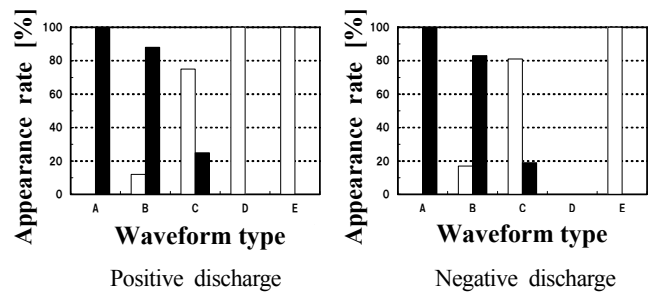 Appearance rate [%]
100
80
60
40
20
0
A B C D E
Waveform type
Positive discharge
Appearance rate [%]
100
80
60
40
20
0
A B C D E
Waveform type
Negative discharge